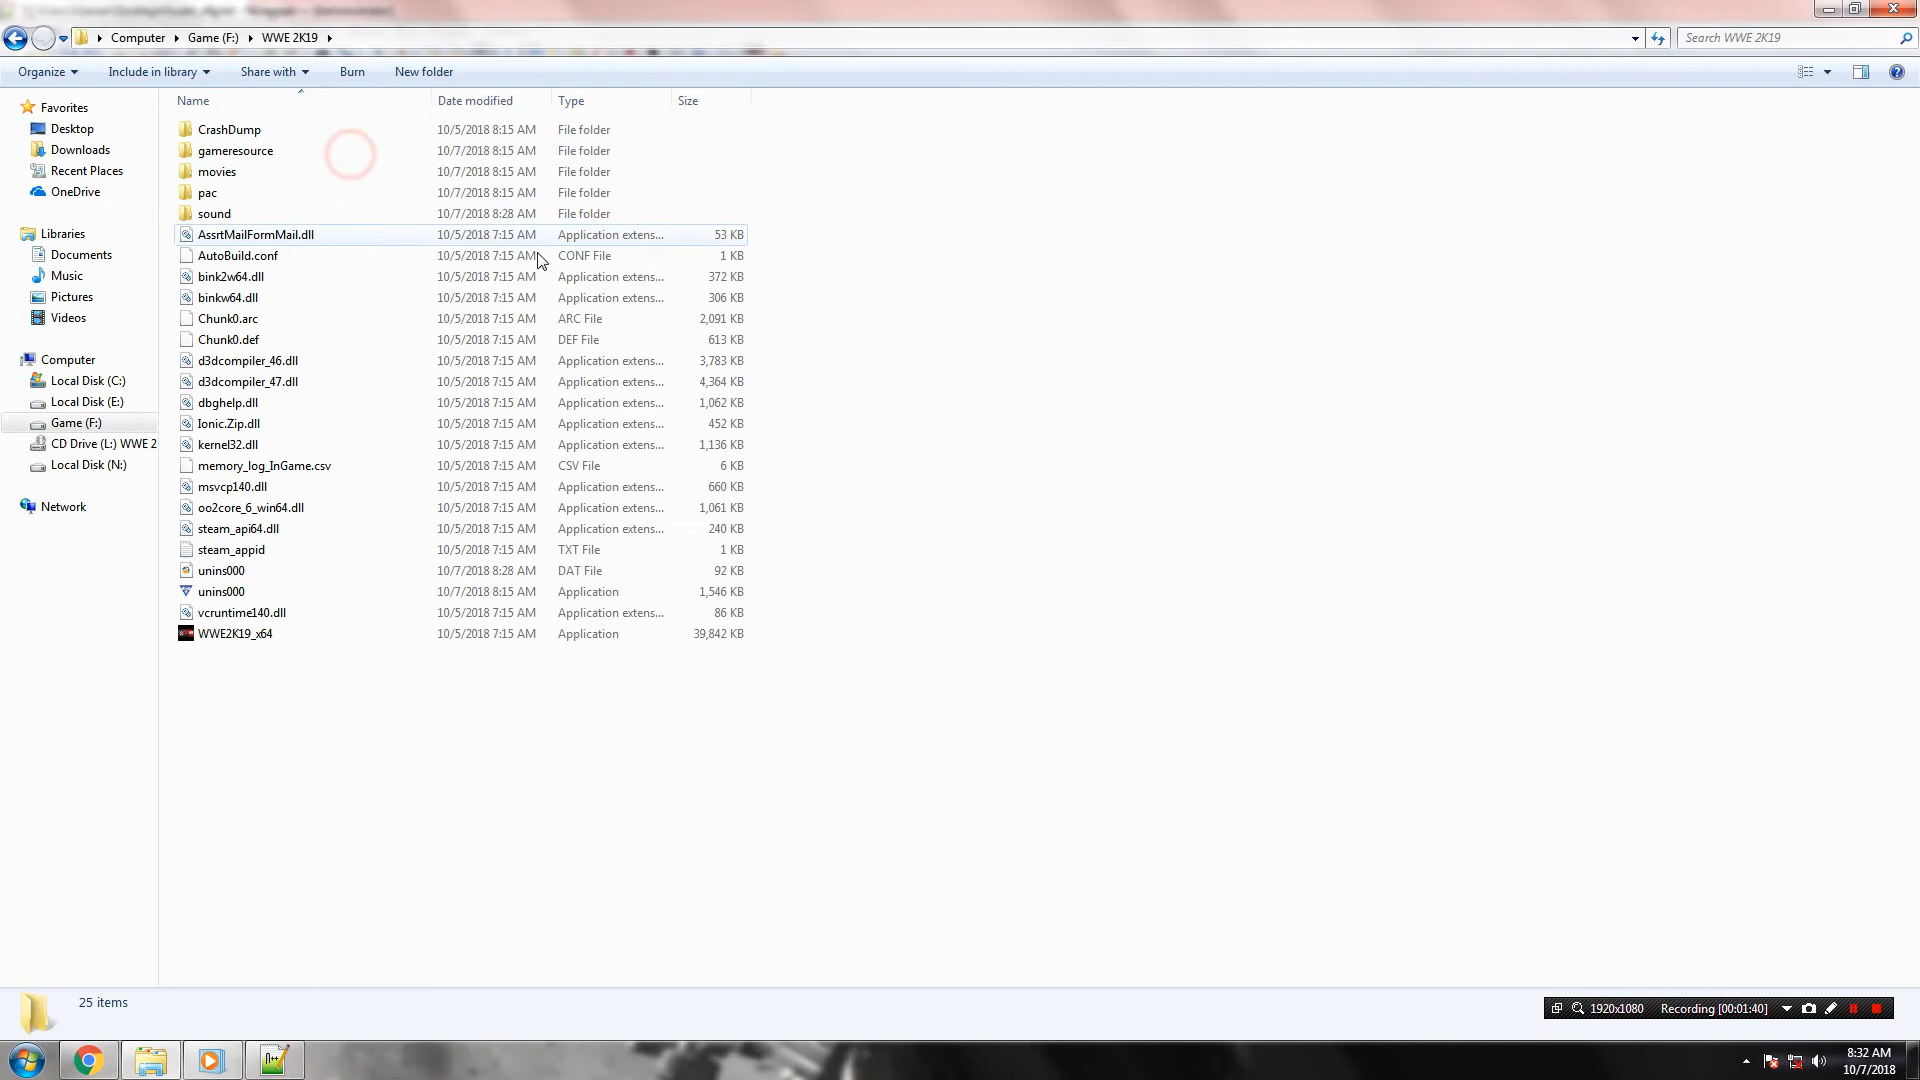 Computer Game (F:) WWE 2K19 Search WWE 2K19
Organize Include in library Share with Burn New folder
Name Date modified Type Size
Favorites
Desktop
Downloads
Recent Places
OneDrive
Libraries
Documents
Music
Pictures
Videos
Computer
Local Disk (C:)
Local Disk (E:)
Game (F:)
CD Drive (L:) WWE 2
Local Disk (N:)
Network
CrashDump 10/5/2018 8:15 AM File folder
gameresource 10/7/2018 8:15 AM File folder
movies 10/7/2018 8:15 AM File folder
pac 10/7/2018 8:15 AM File folder
sound 10/7/2018 8:28 AM File folder
AssrtMailFormMail.dll 10/5/2018 7:15 AM Application extens... 53 KB
AutoBuild.conf 10/5/2018 7:15 AM CONF File 1 KB
bink2w64.dll 10/5/2018 7:15 AM Application extens... 372 KB
binkw64.dll 10/5/2018 7:15 AM Application extens... 306 KB
Chunk0.arc 10/5/2018 7:15 AM ARC File 2,091 KB
Chunk0.def 10/5/2018 7:15 AM DEF File 613 KB
d3dcompiler_46.dll 10/5/2018 7:15 AM Application extens... 3,783 KB
d3dcompiler_47.dll 10/5/2018 7:15 AM Application extens... 4,364 KB
dbghelp.dll 10/5/2018 7:15 AM Application extens... 1,062 KB
Ionic.Zip.dll 10/5/2018 7:15 AM Application extens... 452 KB
kernel32.dll 10/5/2018 7:15 AM Application extens... 1,136 KB
memory_log_InGame.csv 10/5/2018 7:15 AM CSV File 6 KB
msvcp140.dll 10/5/2018 7:15 AM Application extens... 660 KB
oo2core_6_win64.dll 10/5/2018 7:15 AM Application extens... 1,061 KB
steam_api64.dll 10/5/2018 7:15 AM Application extens... 240 KB
steam_appid 10/5/2018 7:15 AM TXT File 1 KB
unins000 10/7/2018 8:28 AM DAT File 92 KB
unins000 10/7/2018 8:15 AM Application 1,546 KB
vcruntime140.dll 10/5/2018 7:15 AM Application extens... 86 KB
WWE2K19_x64 10/5/2018 7:15 AM Application 39,842 KB
25 items
1920x1080 Recording [00:01:40]
8:32 AM
10/7/2018